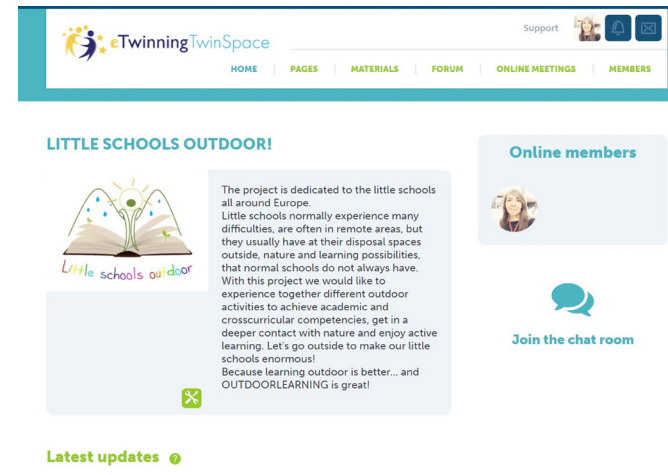 eTwinning TwinSpace
Support
HOME
PAGES
MATERIALS
FORUM
ONLINE MEETINGS
MEMBERS
LITTLE SCHOOLS OUTDOOR!
Little schools outdoor
The project is dedicated to the little schools
all around Europe.
Little schools normally experience many
difficulties, are often in remote areas, but
they usually have at their disposal spaces
outside, nature and learning possibilities,
that normal schools do not always have.
With this project we would like to
experience together different outdoor
activities to achieve academic and
crosscurricular competencies, get in a
deeper contact with nature and enjoy active
learning. Let's go outside to make our little
schools enormous!
Because learning outdoor is better... and
OUTDOORLEARNING is great!
Online members
Join the chat room
Latest updates ?